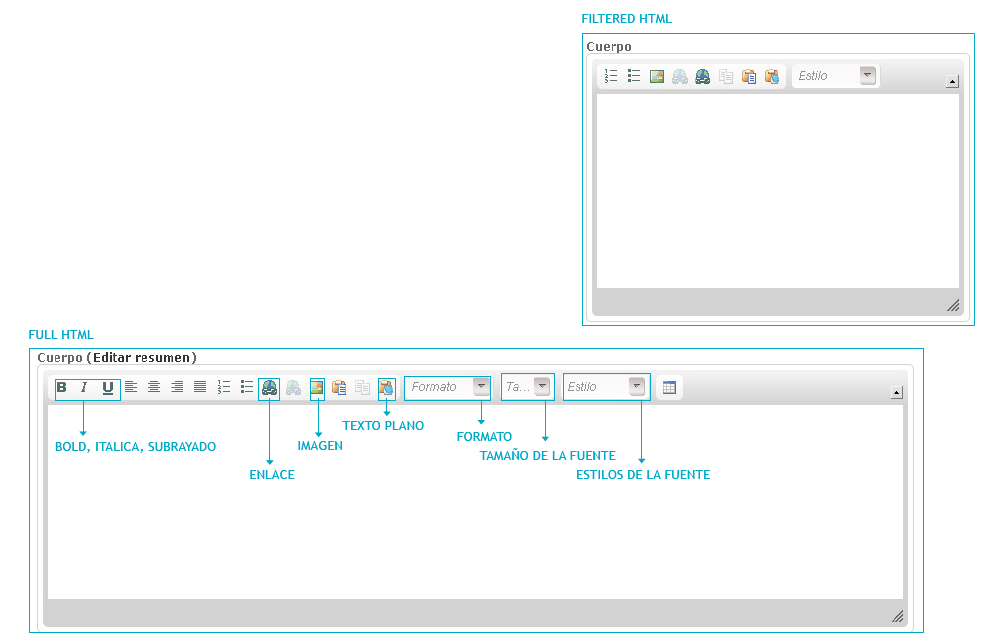 FILTERED HTML
Cuerpo
Estilo
FULL HTML
Cuerpo (Editar resumen)
B I U
Formato
Ta...
Estilo
TEXTO PLANO
FORMATO
BOLD, ITALICA, SUBRAYADO
IMAGEN
TAMAÑO DE LA FUENTE
ENLACE
ESTILOS DE LA FUENTE